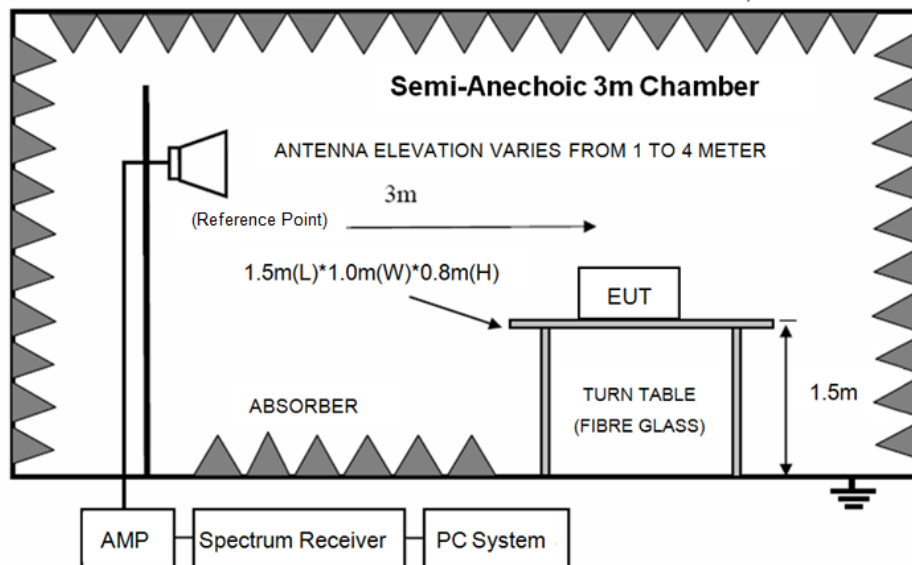 Semi-Anechoic 3m Chamber
ANTENNA ELEVATION VARIES FROM 1 TO 4 METER
3m
(Reference Point)
1.5m(L)*1.0m(W)*0.8m(H)
EUT
TURN TABLE
(FIBRE GLASS)
1.5m
ABSORBER
AMP
Spectrum Receiver
PC System